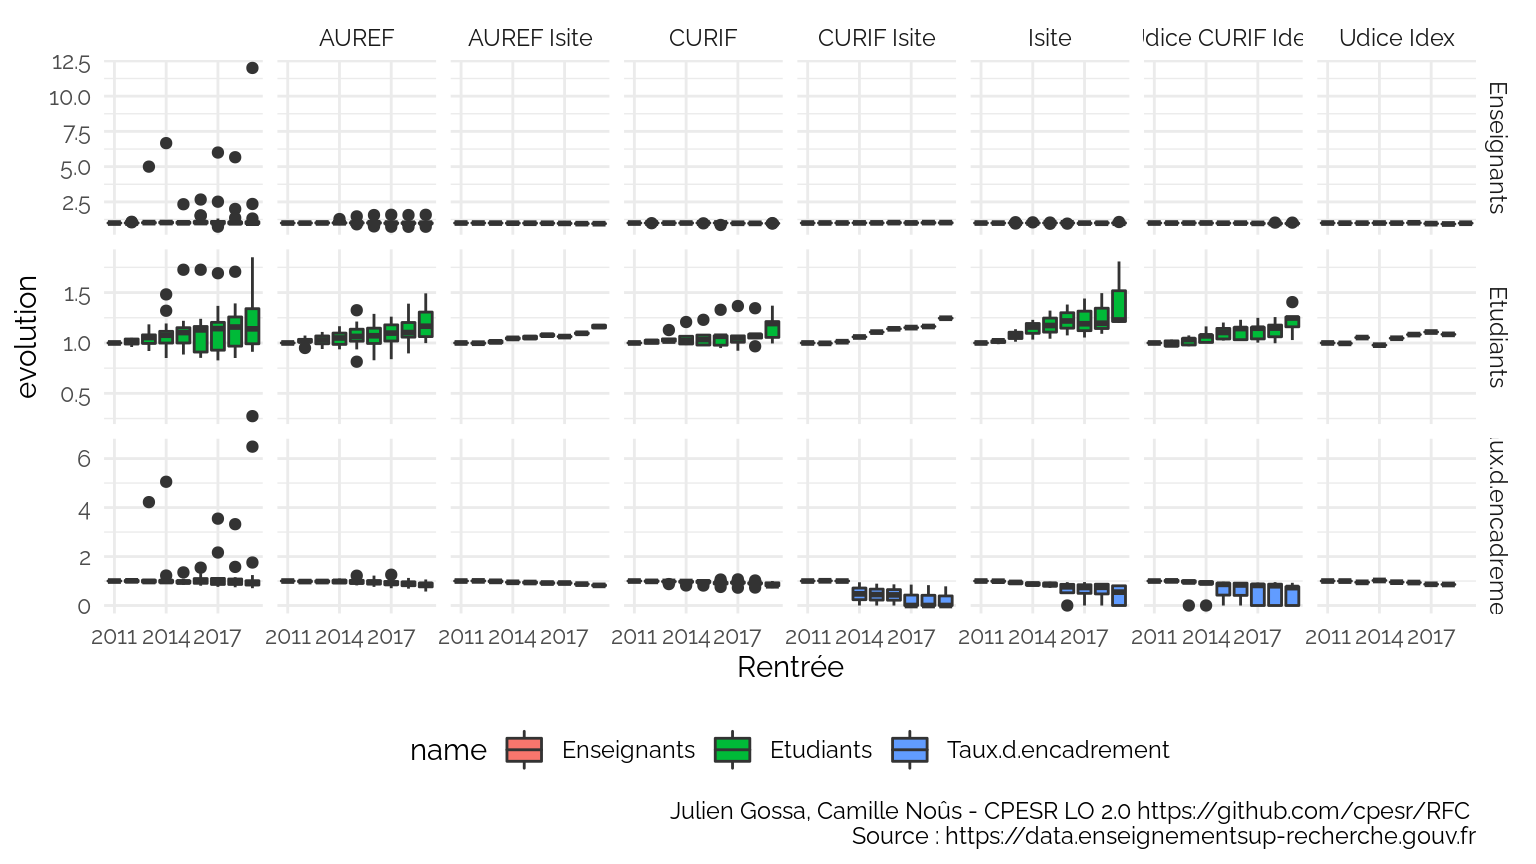 AUREF AUREF Isite CURIF CURIF Isite Isite Udice CURIF Ide Udice Idex
12.5
10.0
7.5
5.0
2.5
Enseignants
1.5
1.0
0.5
Etudiants
6
4
2
0
ux.d.encadreme
evolution
2011 2014 2017 2011 2014 2017 2011 2014 2017 2011 2014 2017 2011 2014 2017 2011 2014 2017 2011 2014 2017 2011 2014 2017
Rentrée
name Enseignants Etudiants Taux.d.encadrement
Julien Gossa, Camille Noûs - CPESR LO 2.0 https://github.com/cpesr/RFC
Source : https://data.enseignementsup-recherche.gouv.fr